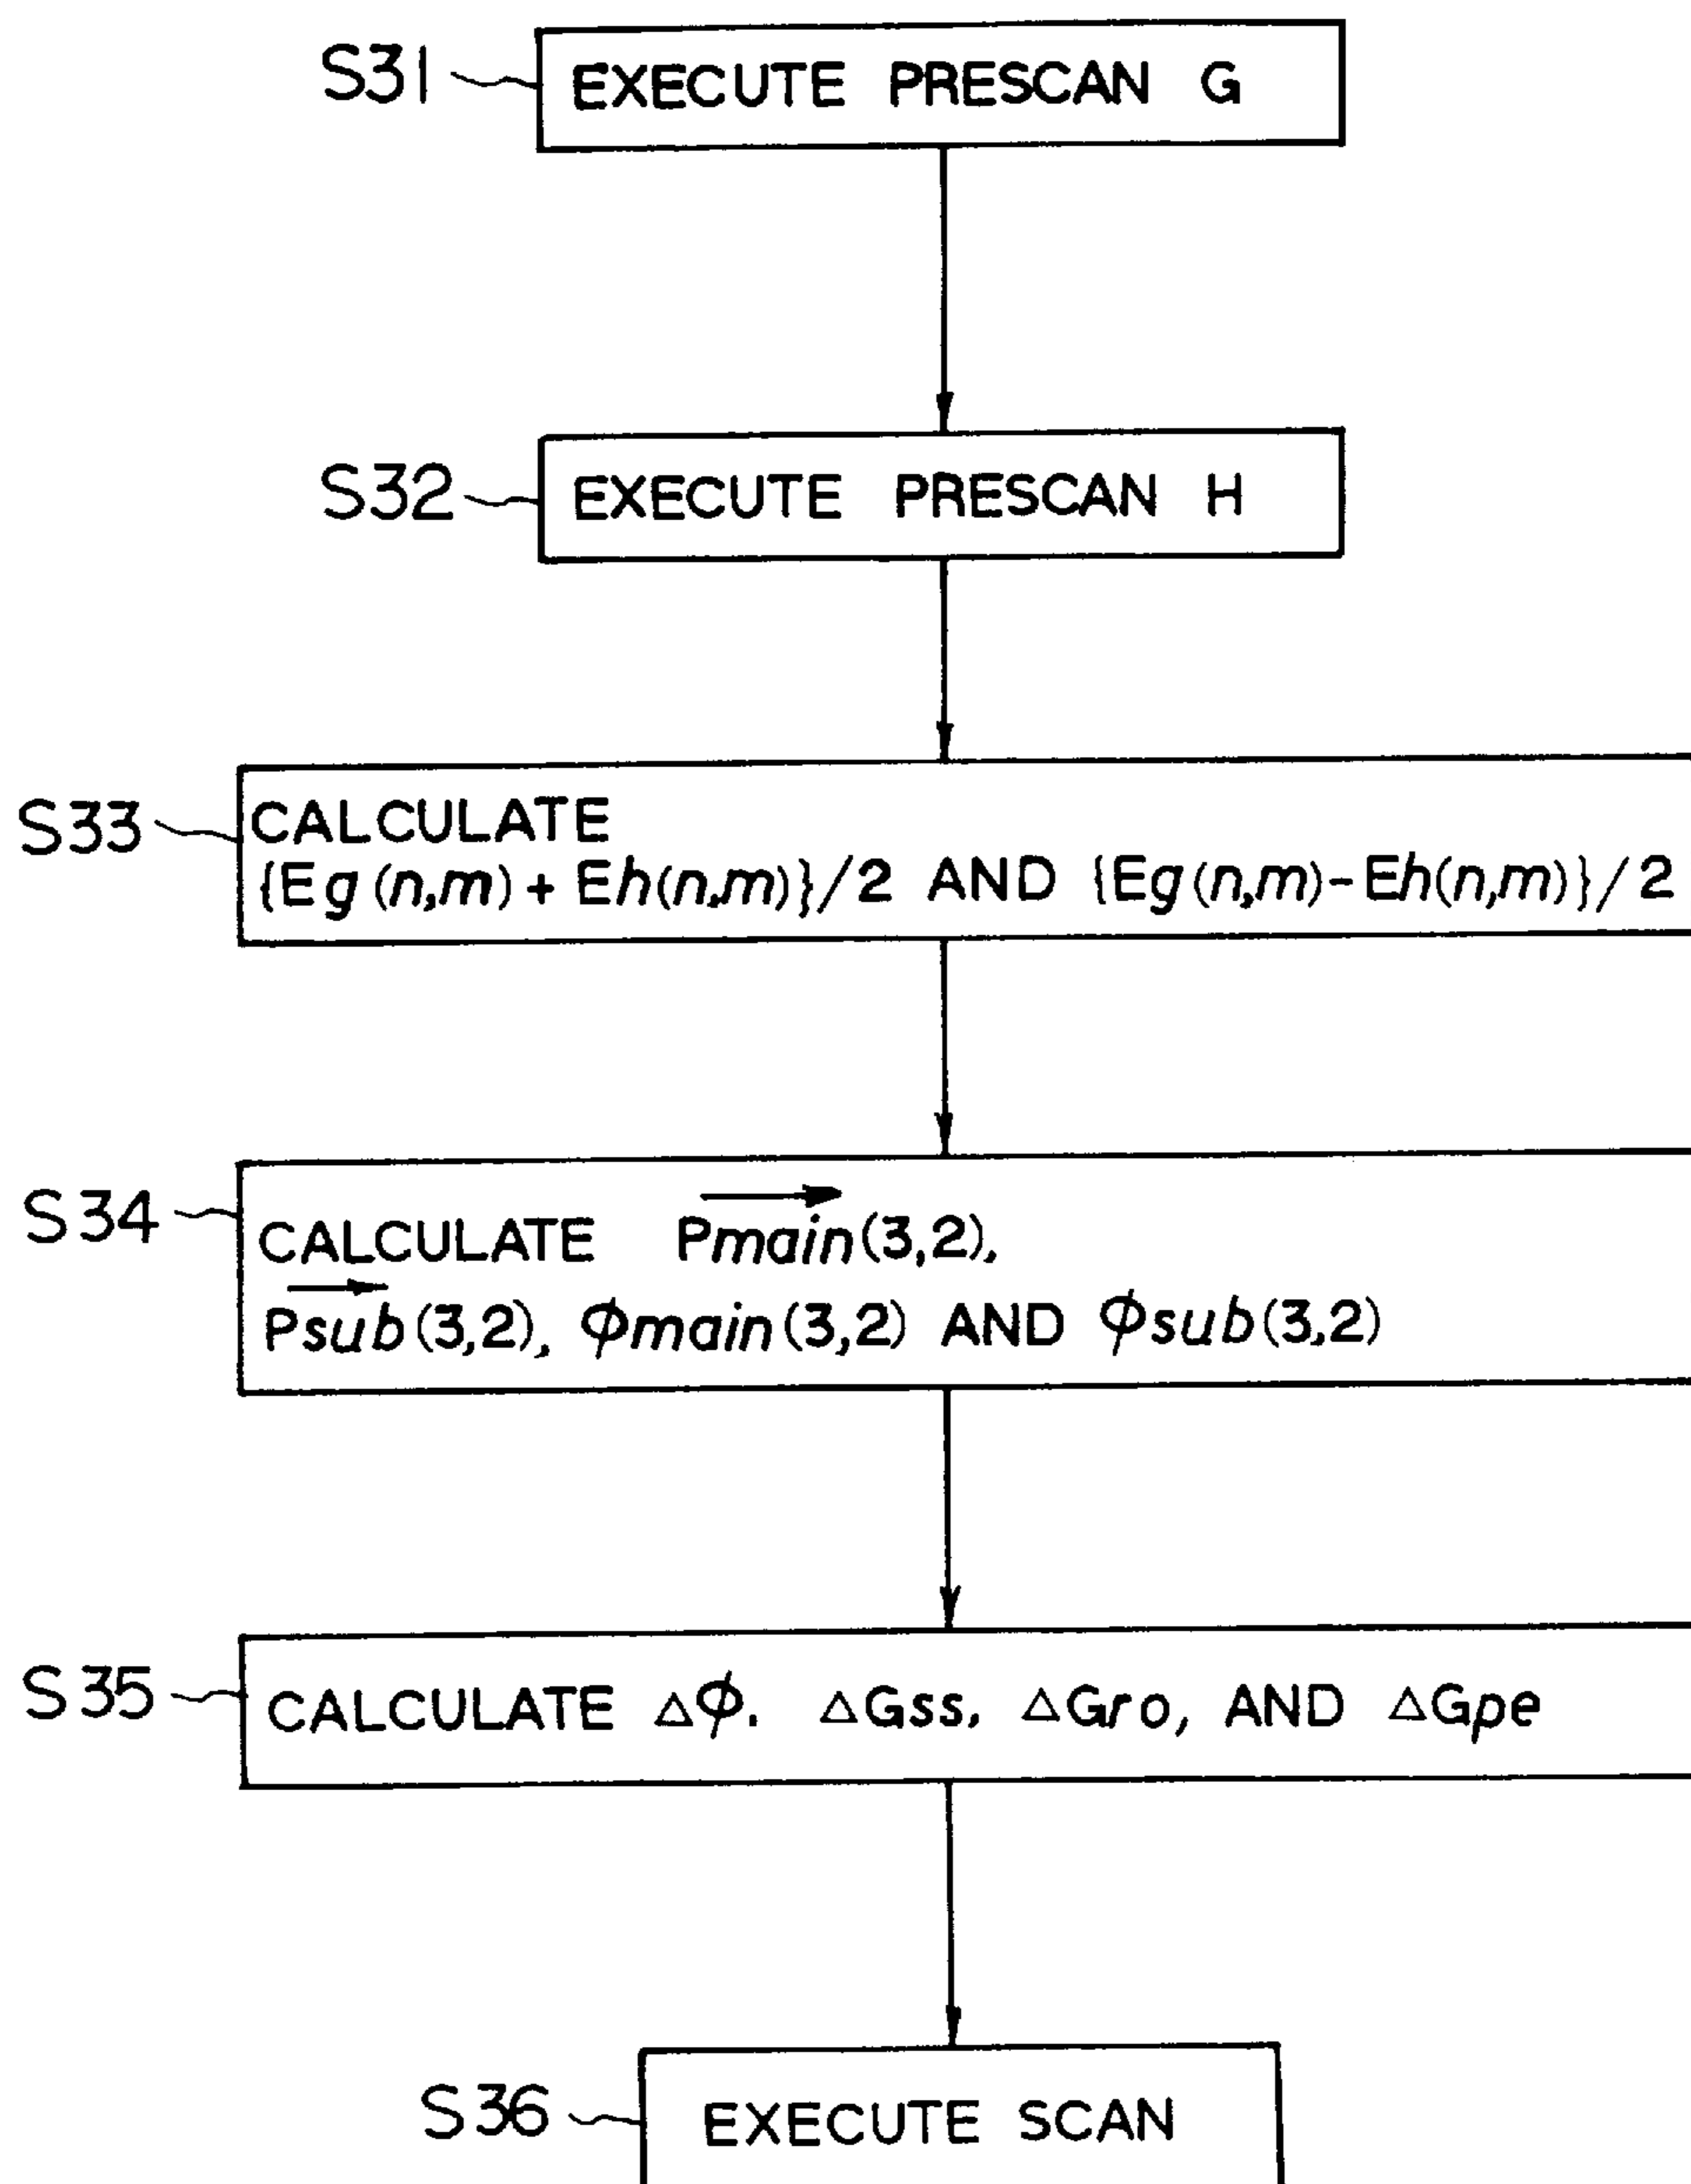 S31 EXECUTE PRESCAN G
S32 EXECUTE PRESCAN H
S33 CALCULATE
{Eg(n,m)+Eh(n,m)}/2 AND {Eg(n,m)-Eh(n,m)}/2
S34 CALCULATE Pmain(3,2),
Psub(3,2), Φmain(3,2) AND Φsub(3,2)
S35 CALCULATE ΔΦ. ΔGss, ΔGro, AND ΔGpe
S36 EXECUTE SCAN